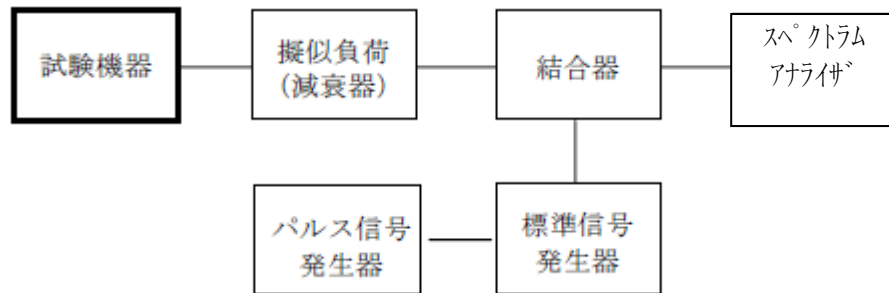 試験機器
擬似負荷
(減衰器)
結合器
スペクトラム
アナライザ
パルス信号
発生器
標準信号
発生器